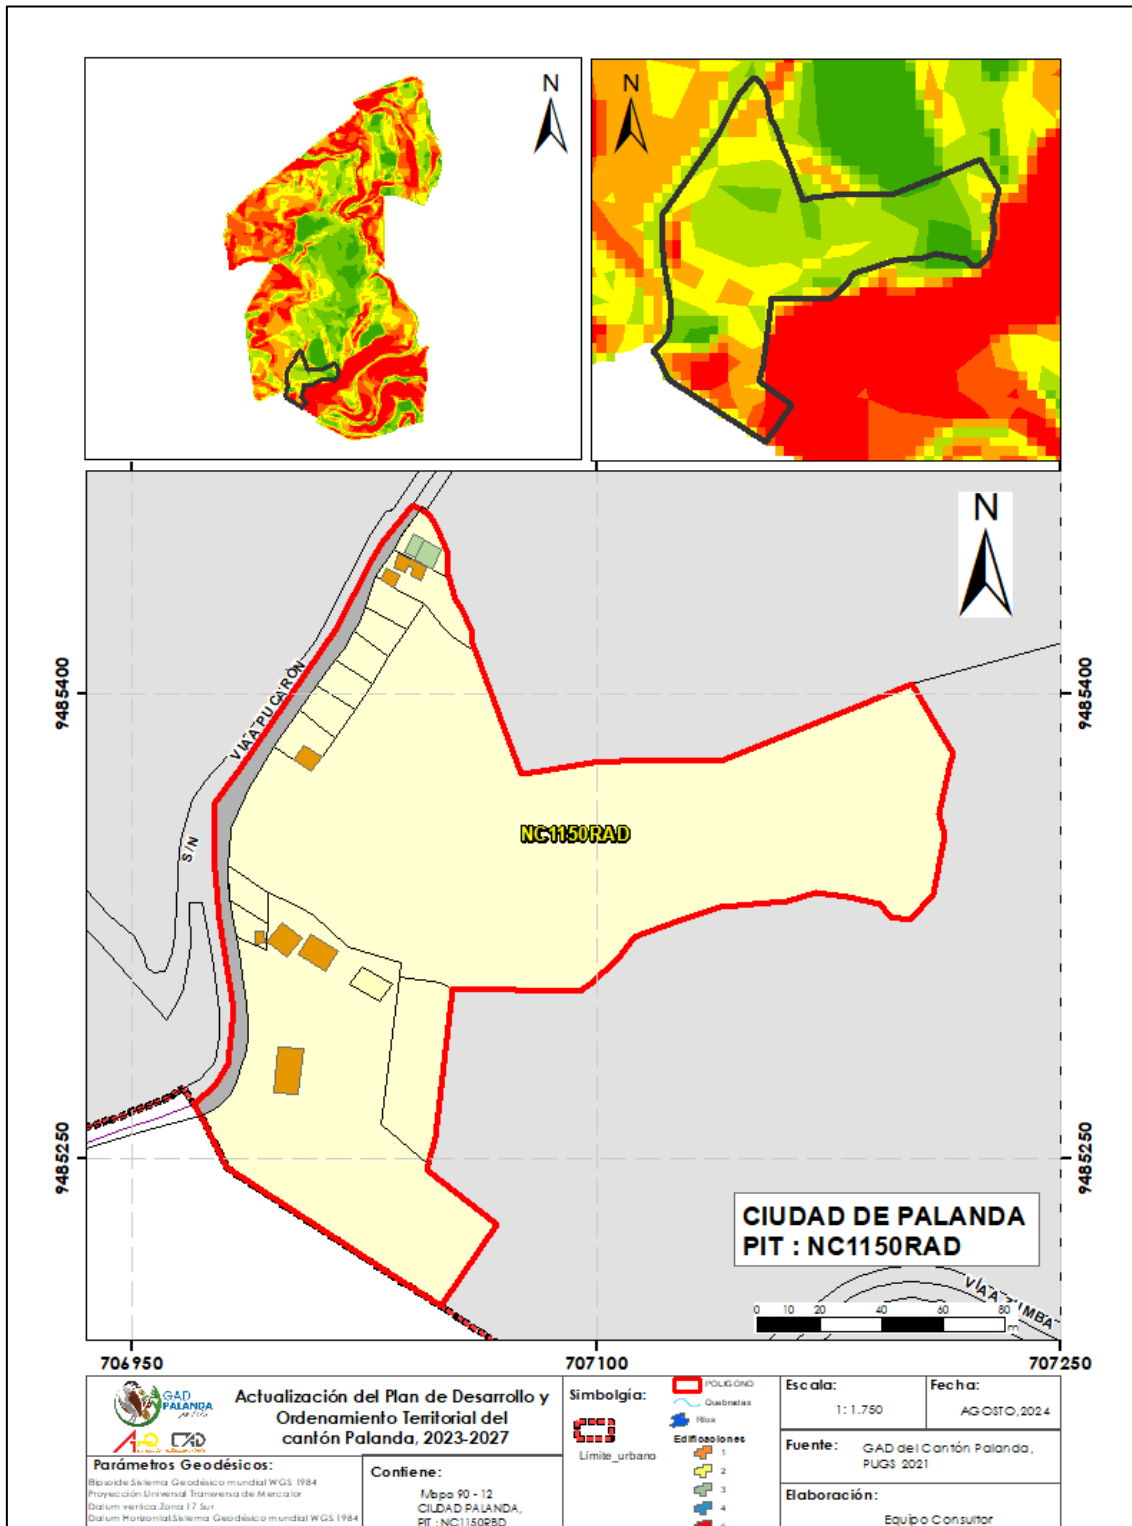 N
N
N
VIA A PUCARON
S/N
NC1150RAD
9485400
9485400
9485250
9485250
CIUDAD DE PALANDA
PIT : NC1150RAD
VIA A ZUMBA
0 10 20 40 60 80
m
706950
707100
707250
GAD
PALANDA
Actualización del Plan de Desarrollo y
Ordenamiento Territorial del
cantón Palanda, 2023-2027
Parámetros Geodésicos:
Elipsoide Sistema Geodésico mundial WGS 1984
Proyección:Universal Transversa de Mercator
Datum vertica:Zona 17 Sur
Datum Horizontal:Sistema Geodésico mundial WGS 1984
Contiene:
Mapa 90 - 12
CIUDAD PALANDA,
PIT : NC1150RBD
Simbolgía:
Limite_urbano
POLIGONO
Quebradas
Rios
Edificaciones
1
2
3
4
Escala:
1: 1.750
Fecha:
AGOSTO,2024
Fuente:
GAD del Cantón Palanda,
PUGS 2021
Elaboración:
Equipo Consultor